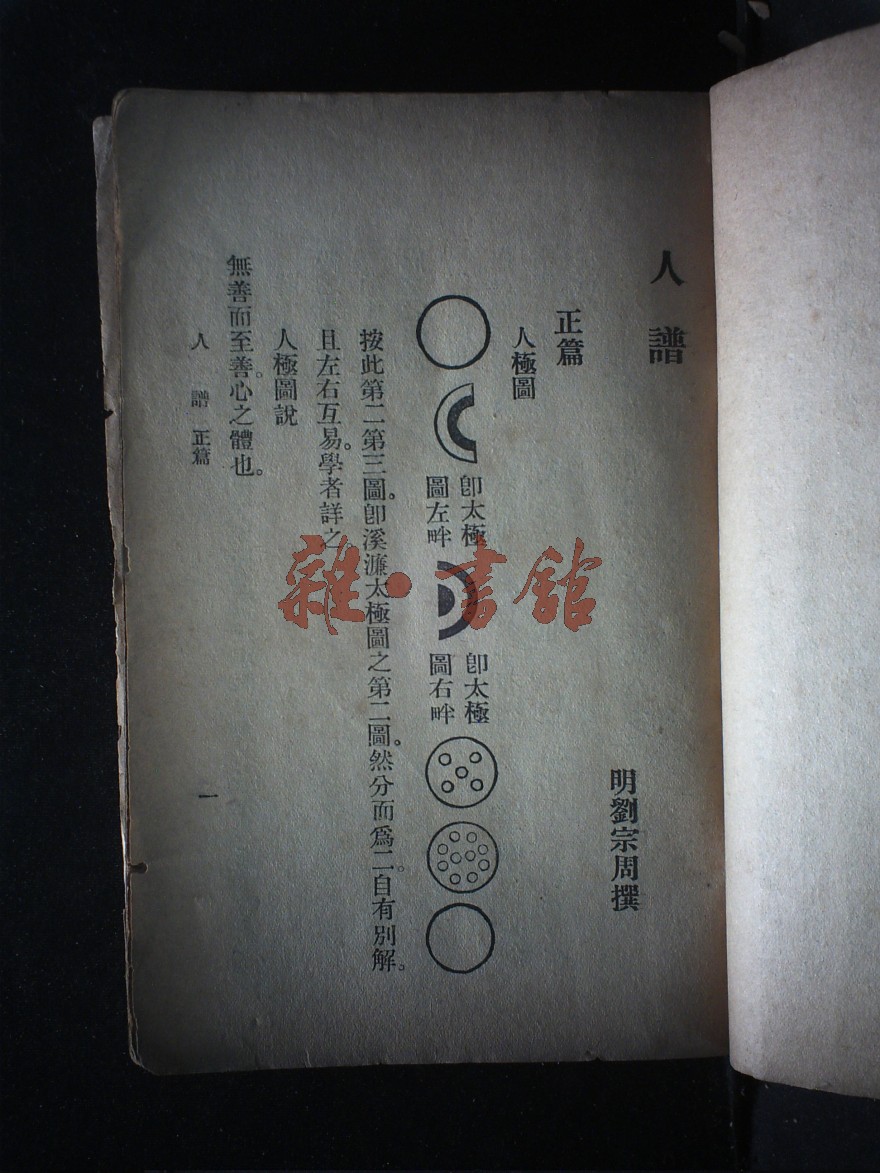 人譜
明劉宗周撰
正篇
人極圖
卽太極
圖左畔
卽太極
圖右畔
按此第二第三圖。卽溪濂太極圖之第二圖。然分而爲二。自有別解。
且左右互易。學者詳之。
人極圖說
無善而至善。心之體也。
人譜 正篇
一
雜·書館